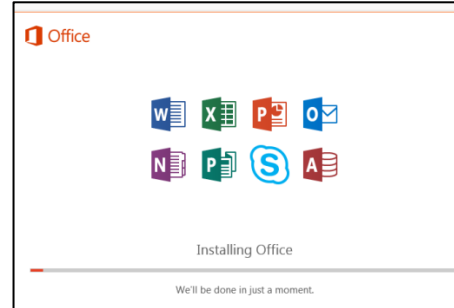 Office
W X P O
N P S A
Installing Office
We'll be done in just a moment.